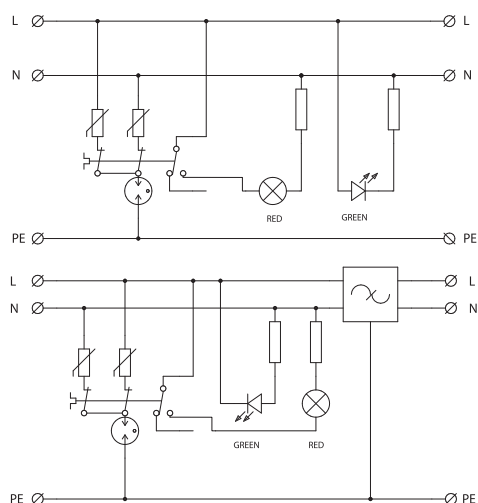 L L
N N
RED GREEN
PE PE
L L
N N
GREEN RED
PE PE